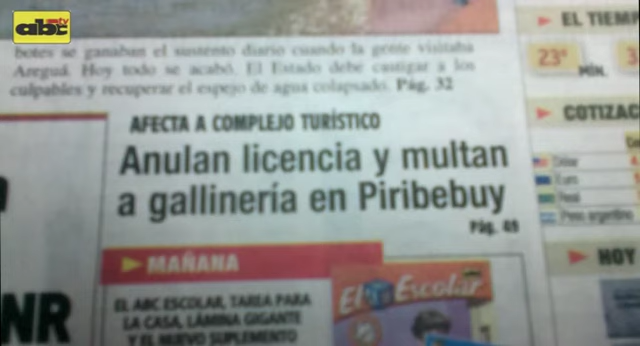 abc tv
botes se ganaban el sustento diario cuando la gente visitaba
Areguá. Hoy todo se acabó. El Estado debe castigar a los
culpables y recuperar el espejo de agua colapsado. Pág. 32
AFECTA A COMPLEJO TURÍSTICO
Anulan licencia y multan
a gallinería en Piribebuy
Pág. 49
MAÑANA
EL ABC ESCOLAR, TAREA PARA
LA CASA, LÁMINA GIGANTE
Y EL NUEVO SUPLEMENTO
El Escolar
NR
EL TIEMP
23°
MÍN.
3
COTIZAC
Dólar
Euro
Real
Peso argentino
HOY